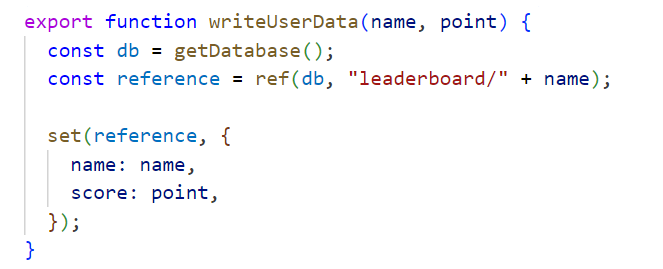 export function writeUserData(name, point) {
  const db = getDatabase();
  const reference = ref(db, "leaderboard/" + name);

  set(reference, {
    name: name,
    score: point,
  });
}